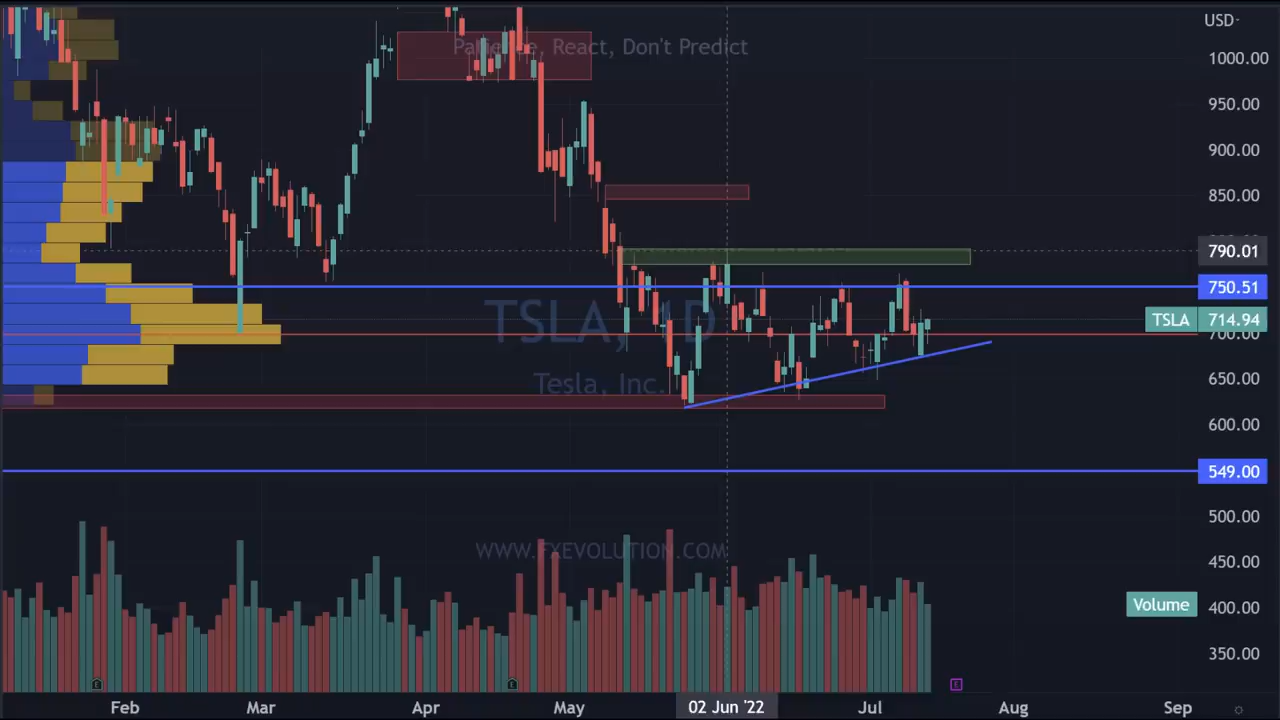 USD
Patience, React, Don't Predict
1000.00
950.00
900.00
850.00
790.01
750.51
TSLA, 1D
TSLA 714.94
700.00
Tesla, Inc.
650.00
600.00
549.00
500.00
WWW.FXEVOLUTION.COM
450.00
Volume
400.00
350.00
E
E
E
Feb
Mar
Apr
May
02 Jun '22
Jul
Aug
Sep